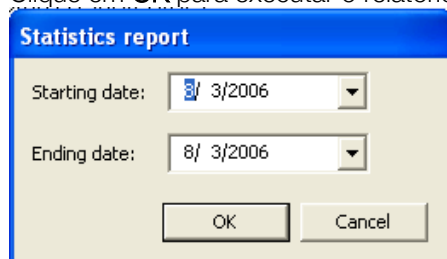 Clique em OK para executar o relatório
Statistics report
Starting date: 8/ 3/2006
Ending date: 8/ 3/2006
OK Cancel